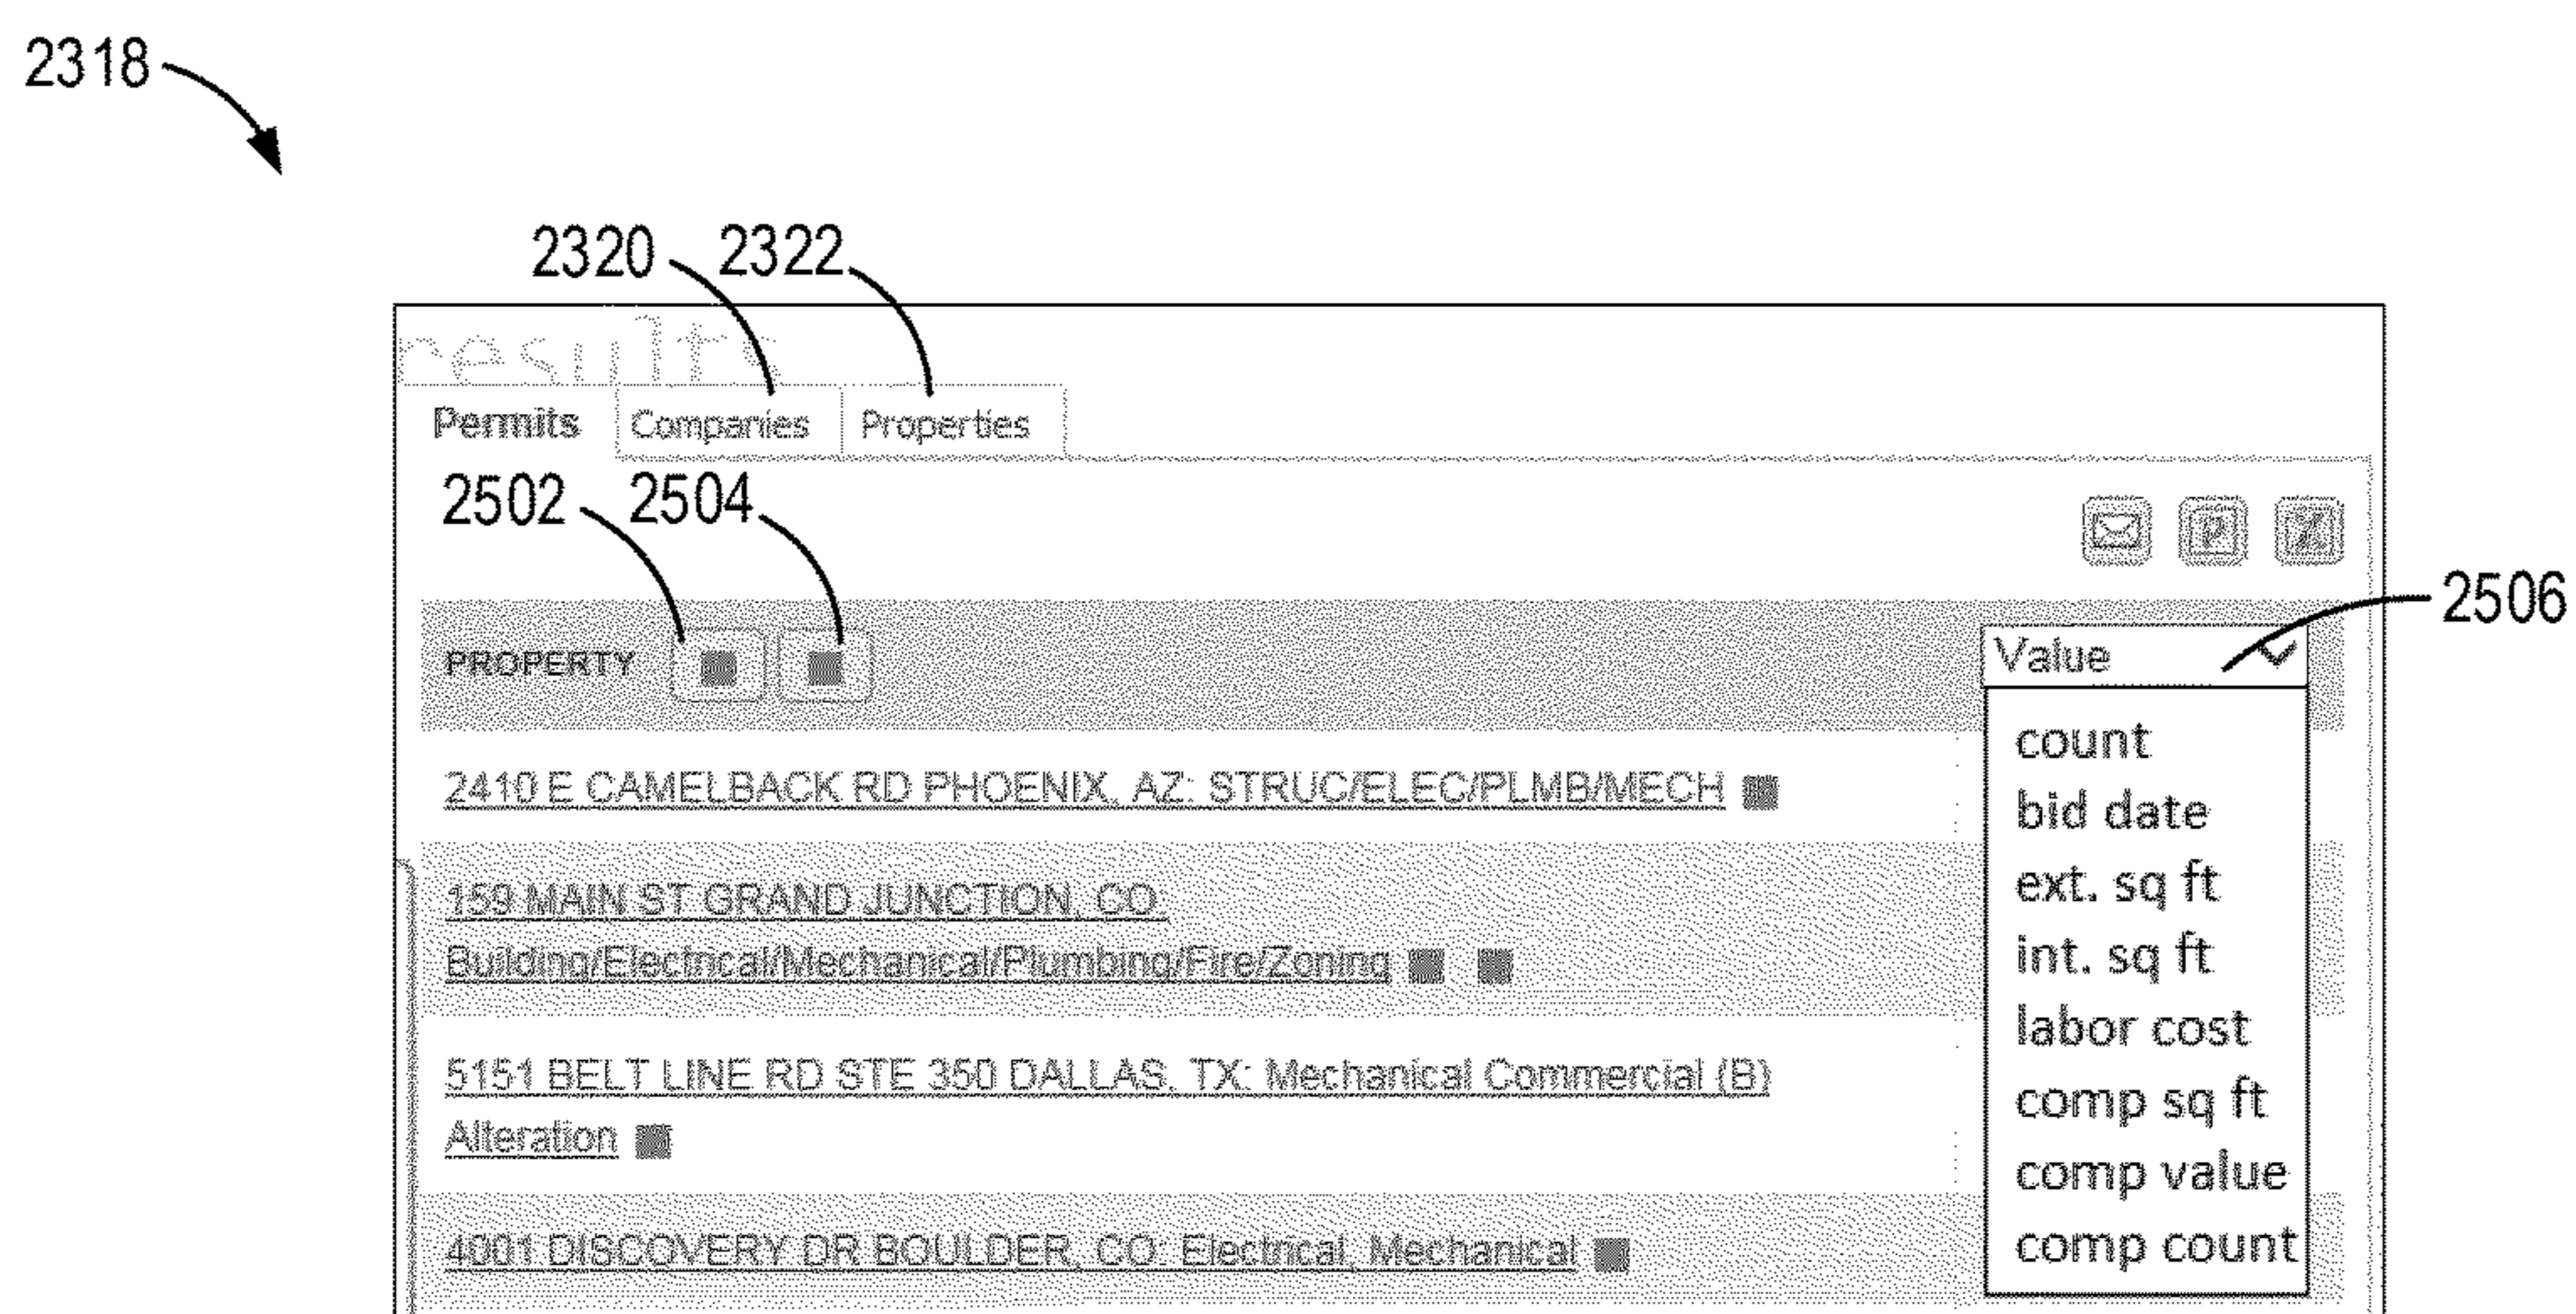 2318
2320 2322
results
Permits Companies Properties
2502 2504
2506
PROPERTY
Value
count
bid date
ext. sq ft
int. sq ft
labor cost
comp sq ft
comp value
comp count
2410 E CAMELBACK RD PHOENIX, AZ: STRUC/ELEC/PLMB/MECH
159 MAIN ST GRAND JUNCTION, CO:
Building/Electrical/Mechanical/Plumbing/Fire/Zoning
5151 BELT LINE RD STE 350 DALLAS, TX: Mechanical Commercial (B)
Alteration
4001 DISCOVERY DR BOULDER, CO: Electrical, Mechanical